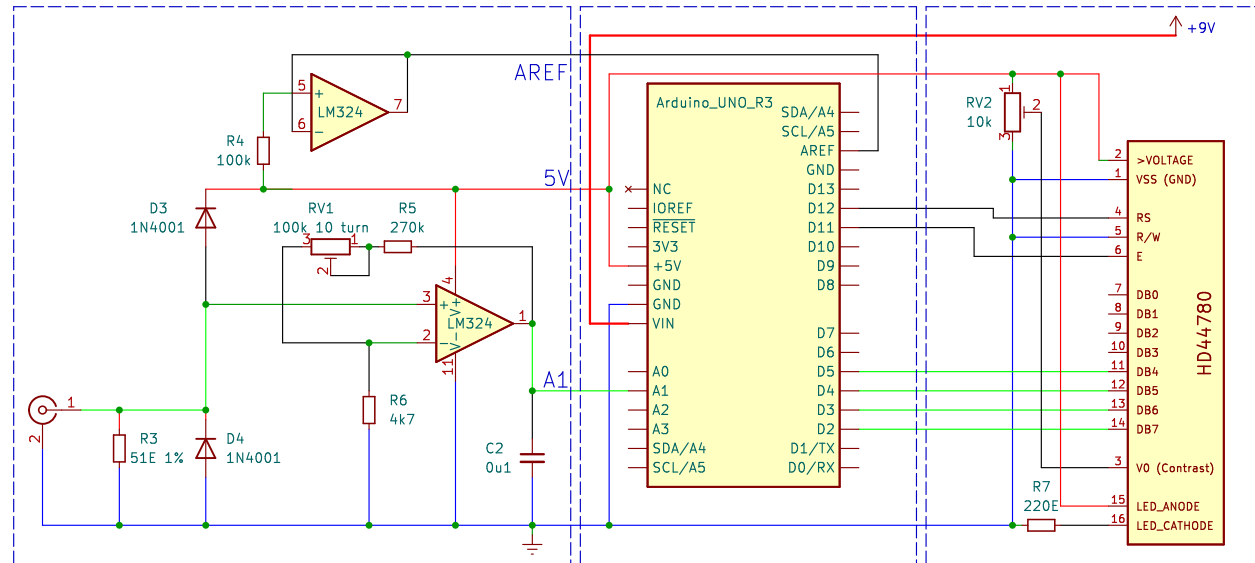 +9V
AREF
5
6
+
−
LM324
7
R4
100k
5V
D3
1N4001
RV1
100k 10 turn
3
1
2
R5
270k
3
2
+
−
4
V+
LM324
V-
11
1
A1
1
2
R3
51E 1%
D4
1N4001
R6
4k7
C2
0u1
Arduino_UNO_R3
NC
IOREF
RESET
3V3
+5V
GND
GND
VIN
A0
A1
A2
A3
SDA/A4
SCL/A5
SDA/A4
SCL/A5
AREF
GND
D13
D12
D11
D10
D9
D8
D7
D6
D5
D4
D3
D2
D1/TX
D0/RX
RV2
10k
1
2
3
2 >VOLTAGE
1 VSS (GND)
4 RS
5 R/W
6 E
7 DB0
8 DB1
9 DB2
10 DB3
11 DB4
12 DB5
13 DB6
14 DB7
3 V0 (Contrast)
15 LED_ANODE
16 LED_CATHODE
HD44780
R7
220E